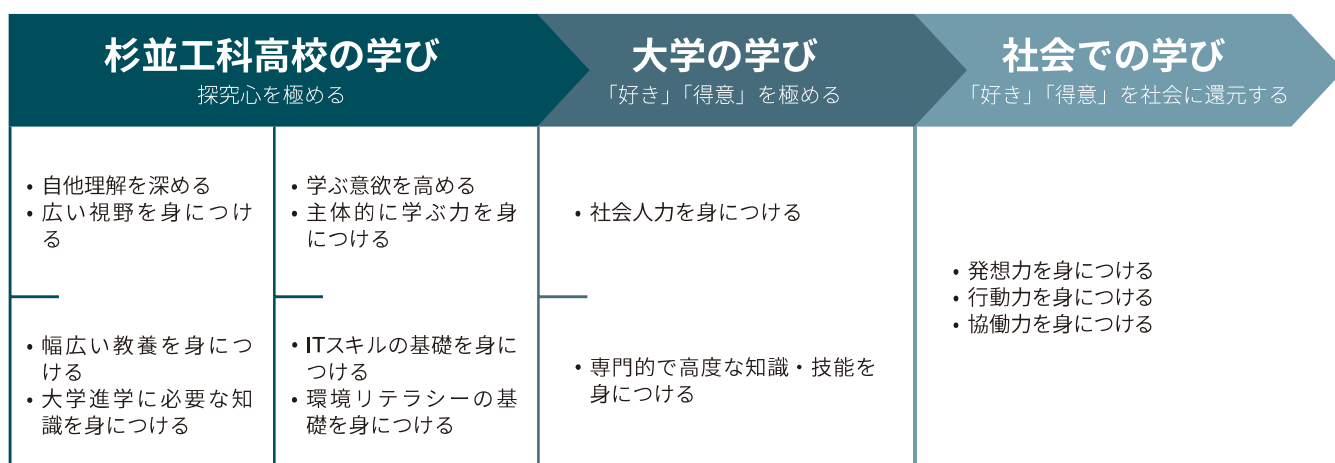 杉並工科高校の学び
探究心を極める
大学の学び
「好き」「得意」を極める
社会での学び
「好き」「得意」を社会に還元する
• 自他理解を深める
• 広い視野を身につけ
る
• 幅広い教養を身につ
ける
• 大学進学に必要な知
識を身につける
• 学ぶ意欲を高める
• 主体的に学ぶ力を身
につける
• ITスキルの基礎を身に
つける
• 環境リテラシーの基
礎を身につける
• 社会人力を身につける
• 専門的で高度な知識・技能を
身につける
• 発想力を身につける
• 行動力を身につける
• 協働力を身につける